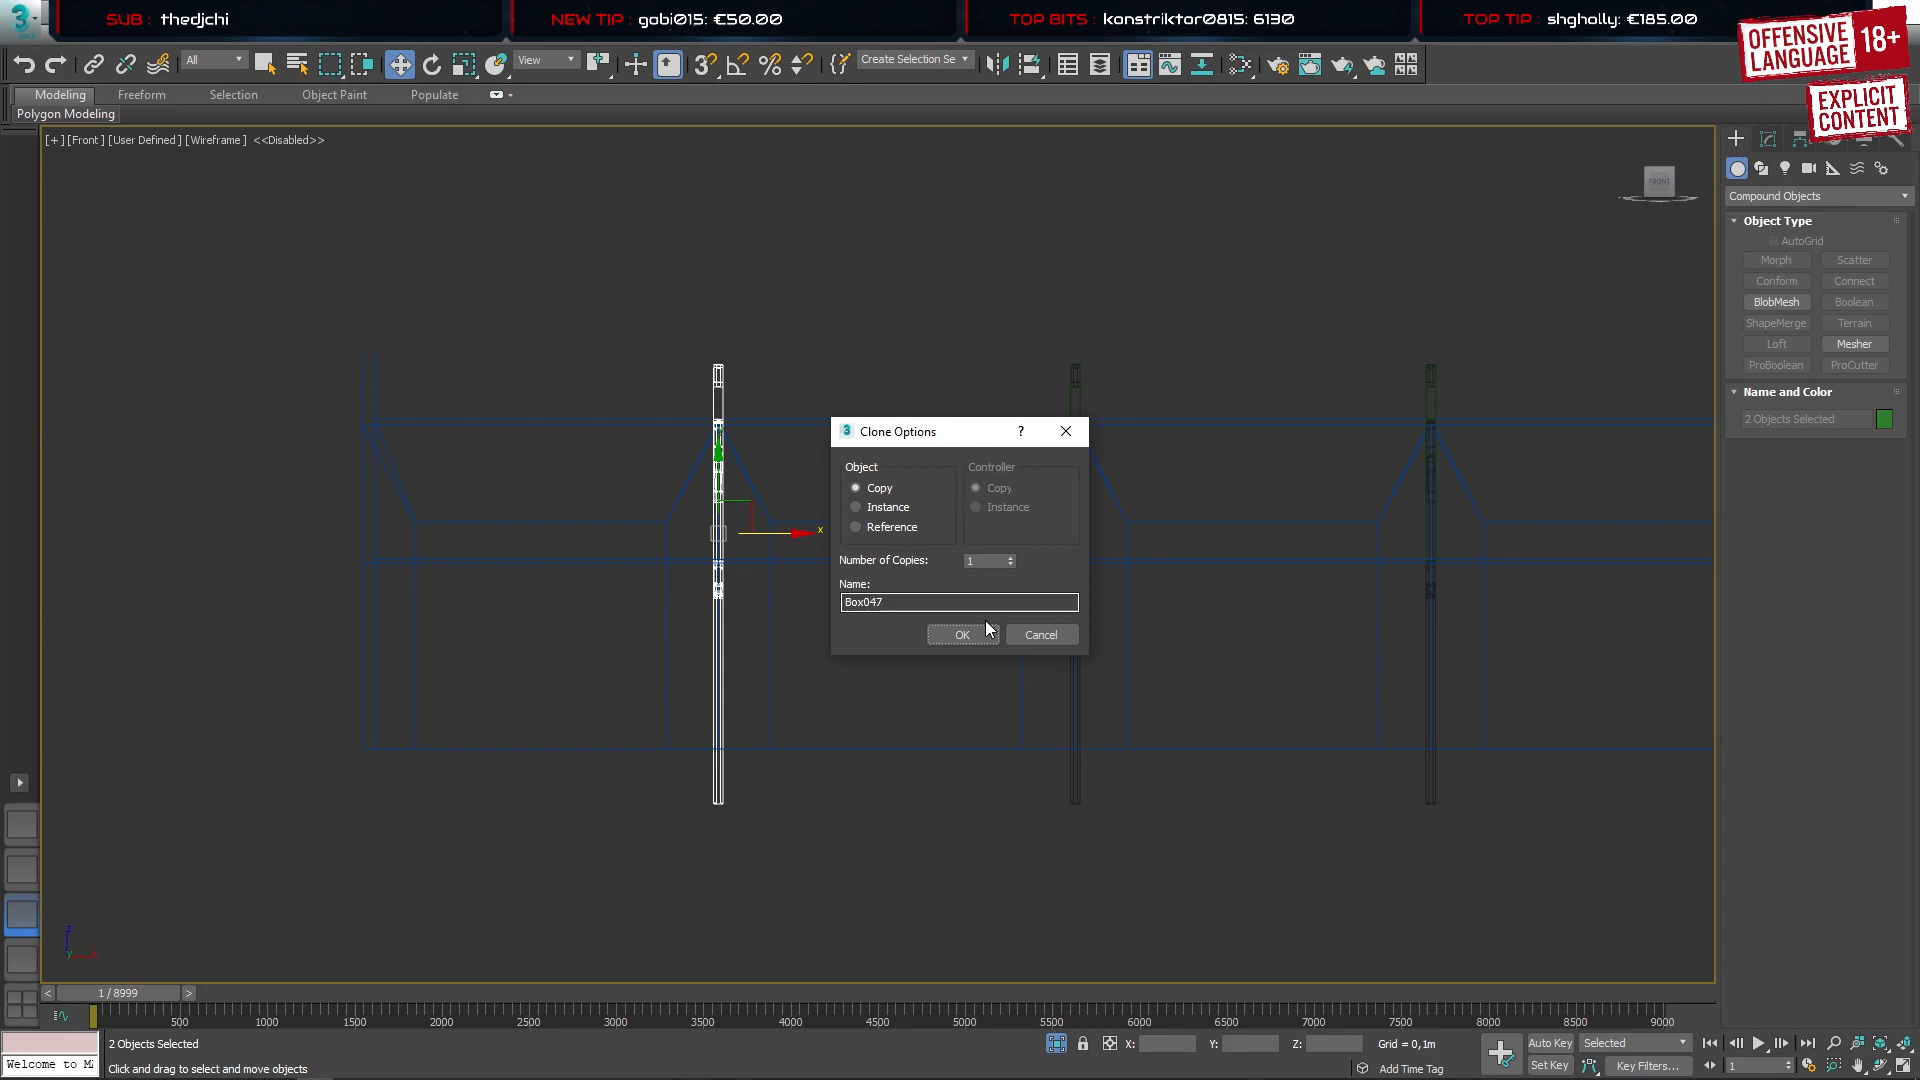 SUB : thedjchi
NEW TIP : gobi015: €50.00
TOP BITS : konstriktor0815: 6130
TOP TIP : shgholly: €185.00
OFFENSIVE LANGUAGE 18+
EXPLICIT CONTENT
3
MAX
All
View
Create Selection Se
Modeling
Freeform
Selection
Object Paint
Populate
Polygon Modeling
[+] [Front] [User Defined] [Wireframe] <<Disabled>>
FRONT
Compound Objects
Object Type
AutoGrid
Morph
Scatter
Conform
Connect
BlobMesh
Boolean
ShapeMerge
Terrain
Loft
Mesher
ProBoolean
ProCutter
Name and Color
2 Objects Selected
3 Clone Options ?
Object
Controller
Copy
Copy
Instance
Instance
Reference
Number of Copies: 1
Name:
Box047
OK
Cancel
x
z
y
< 1 / 8999 >
500 1000 1500 2000 2500 3000 3500 4000 4500 5000 5500 6000 6500 7000 7500 8000 8500 9000
2 Objects Selected
X: Y: Z: Grid = 0,1m
Auto Key
Selected
Welcome to M
Click and drag to select and move objects
Add Time Tag
Set Key
Key Filters...
1